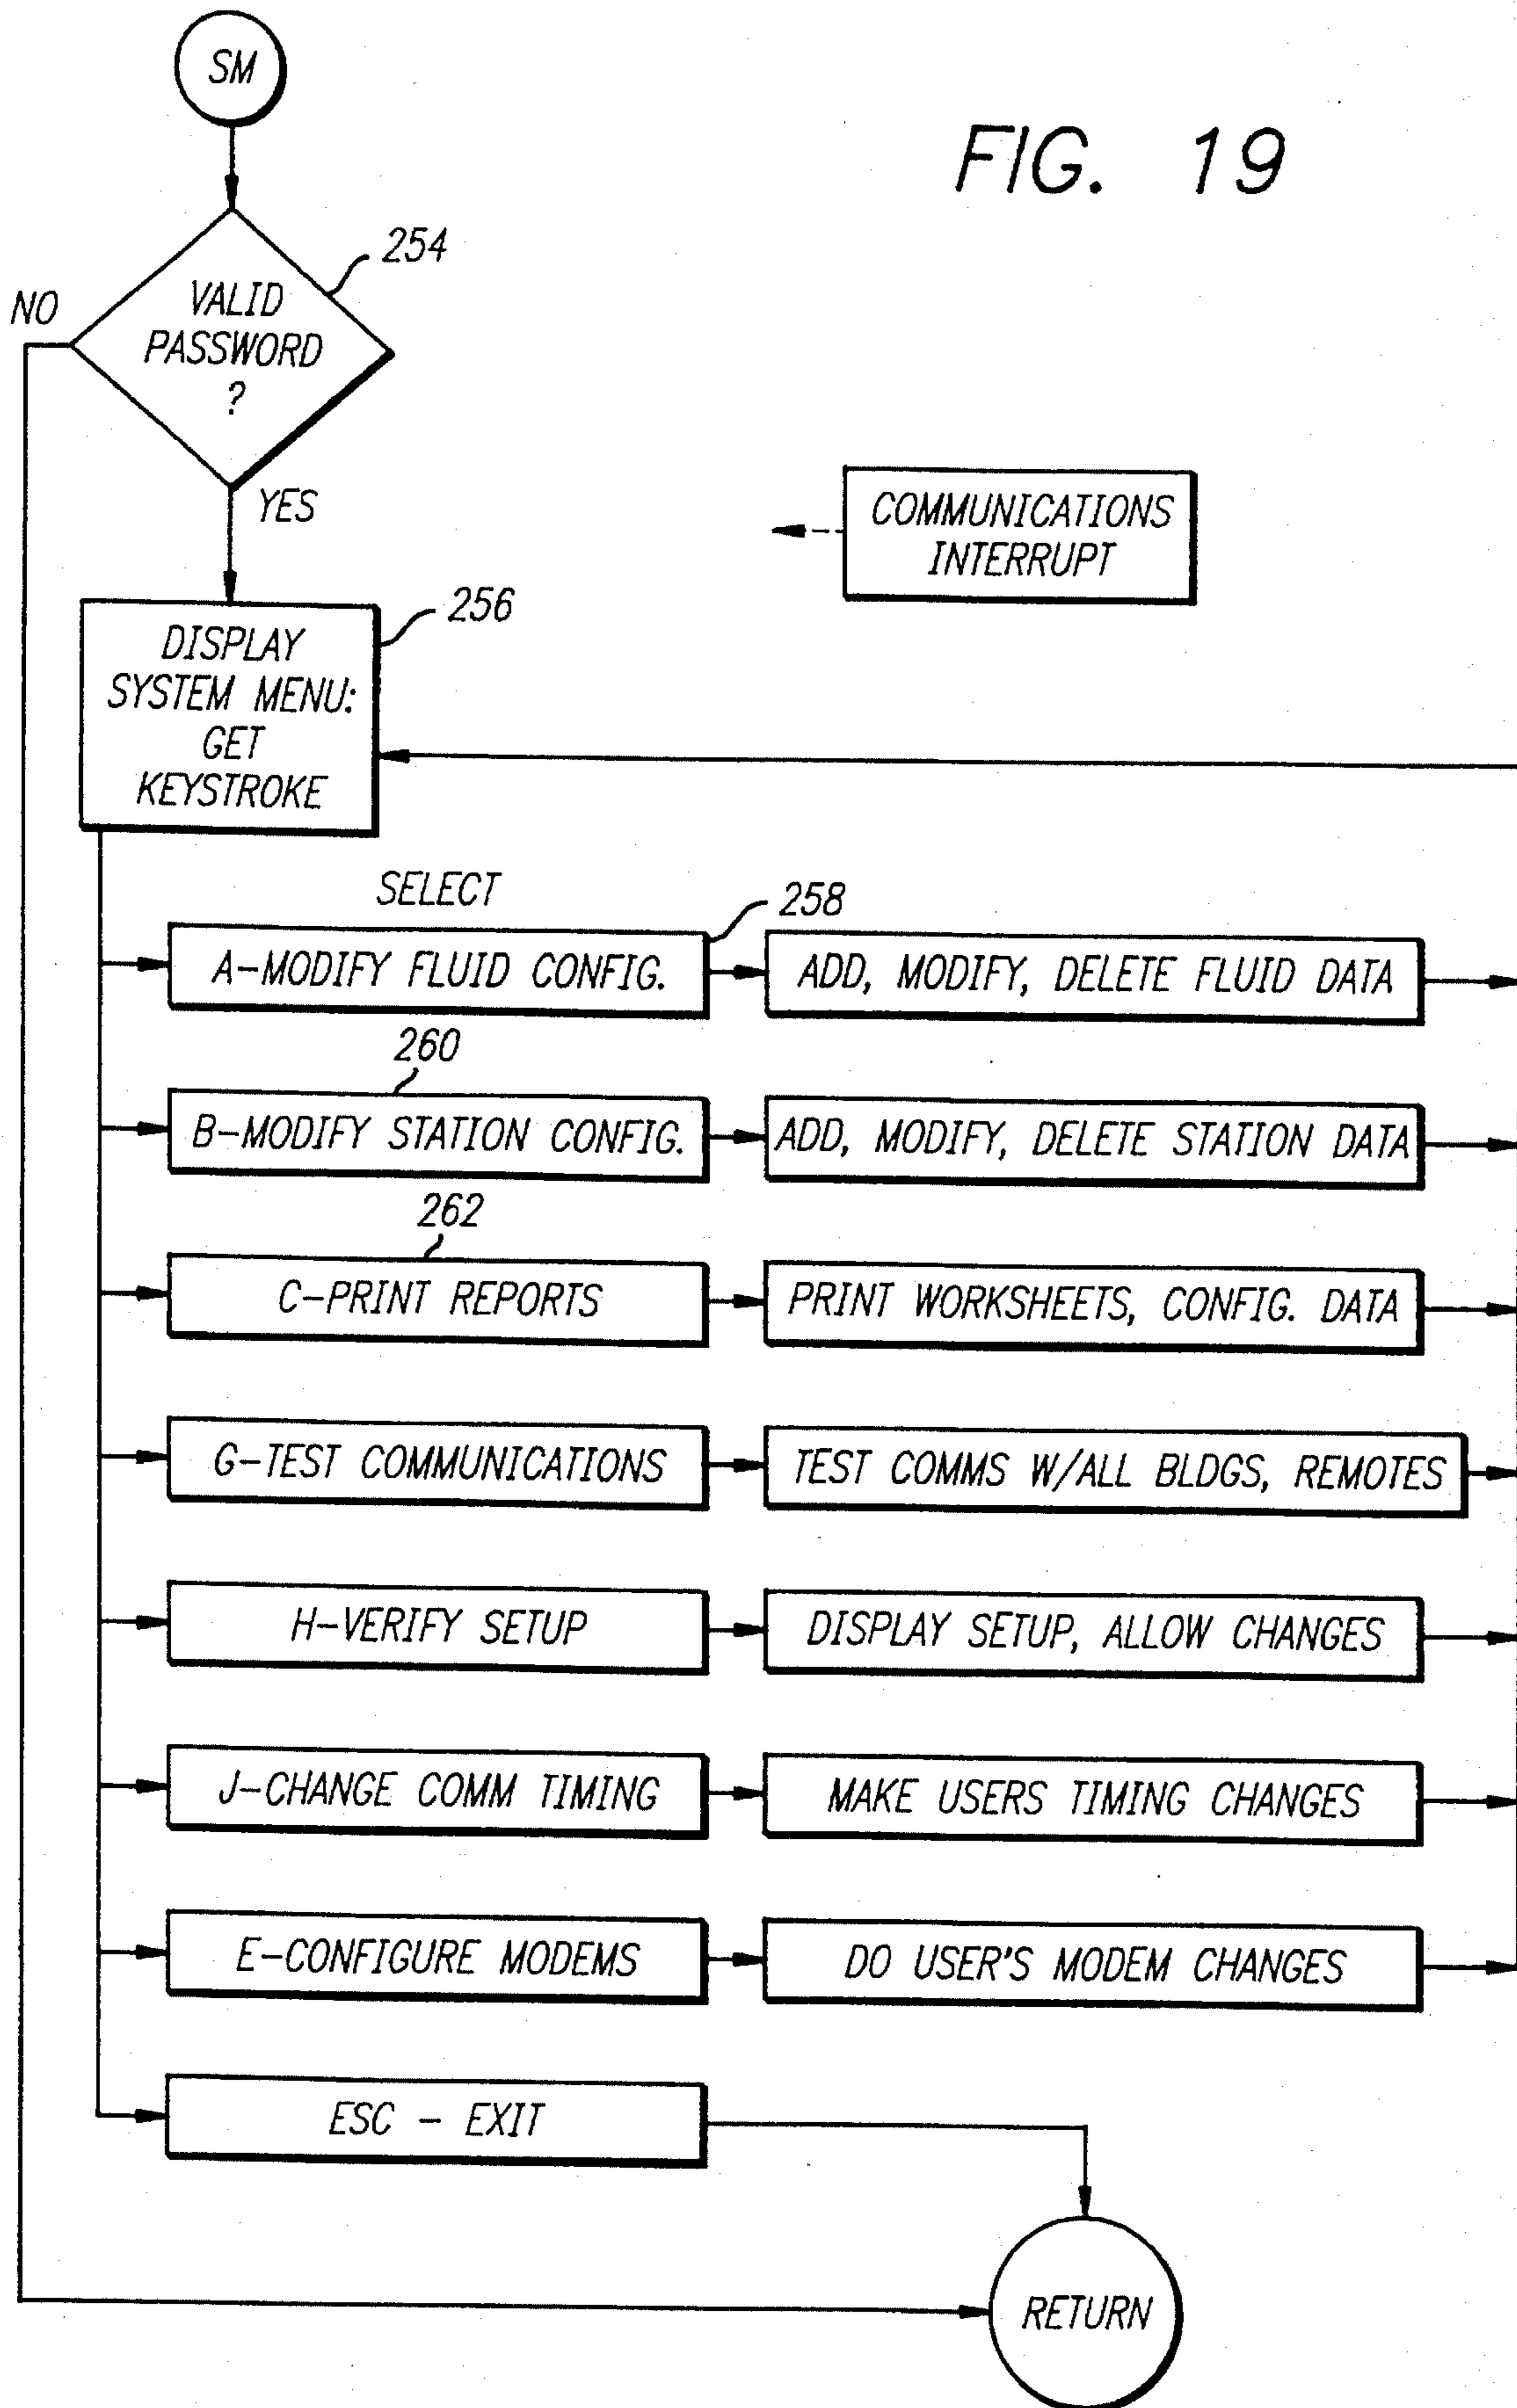 SM
FIG. 19
254
NO
VALID
PASSWORD
?
YES
COMMUNICATIONS
INTERRUPT
256
DISPLAY
SYSTEM MENU:
GET
KEYSTROKE
SELECT
258
A-MODIFY FLUID CONFIG.
ADD, MODIFY, DELETE FLUID DATA
260
B-MODIFY STATION CONFIG.
ADD, MODIFY, DELETE STATION DATA
262
C-PRINT REPORTS
PRINT WORKSHEETS, CONFIG. DATA
G-TEST COMMUNICATIONS
TEST COMMS W/ALL BLDGS, REMOTES
H-VERIFY SETUP
DISPLAY SETUP, ALLOW CHANGES
J-CHANGE COMM TIMING
MAKE USERS TIMING CHANGES
E-CONFIGURE MODEMS
DO USER'S MODEM CHANGES
ESC - EXIT
RETURN